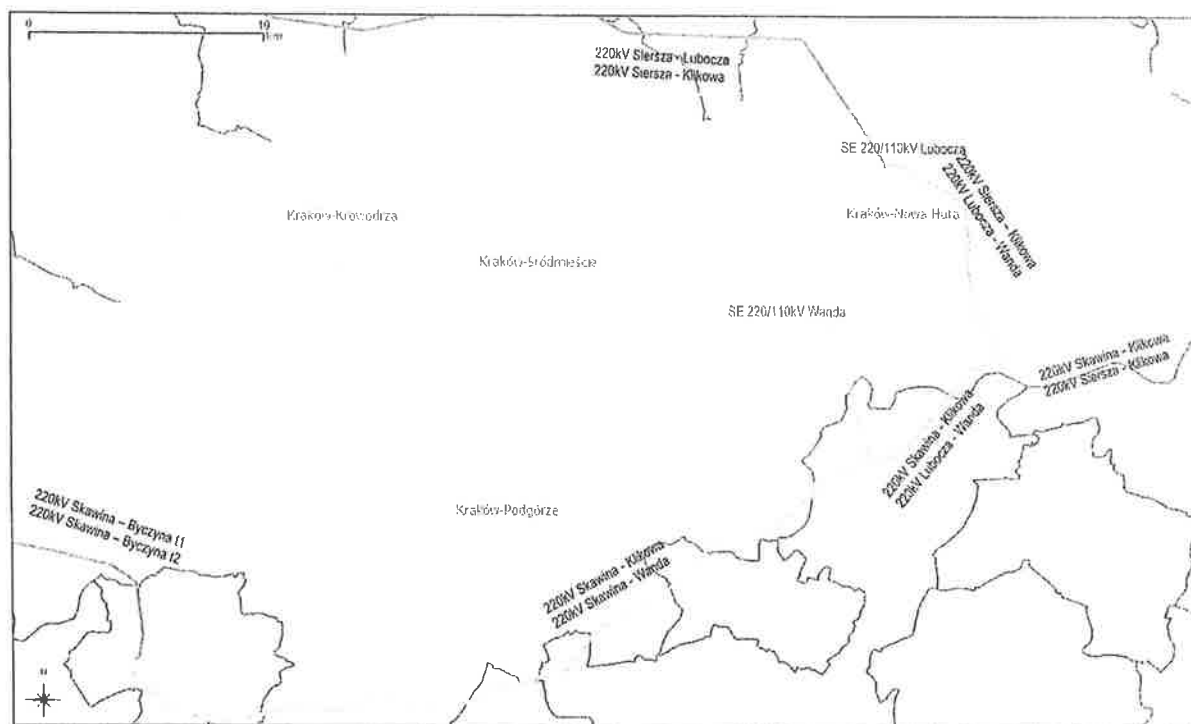 0 19
km
220kV Siersza - Lubocza
220kV Siersza - Klikowa
SE 220/110kV Lubocza
220kV Siersza – Klikowa
220kV Lubocza - Wanda
Kraków-Krowodrza
Kraków-Nowa Huta
Kraków-Śródmieście
SE 220/110kV Wanda
220kV Skawina - Klikowa
220kV Siersza - Klikowa
220kV Skawina - Klikowa
220kV Lubocza - Wanda
220kV Skawina – Byczyna t1
220kV Skawina – Byczyna t2
Kraków-Podgórze
220kV Skawina - Klikowa
220kV Skawina - Wanda
N